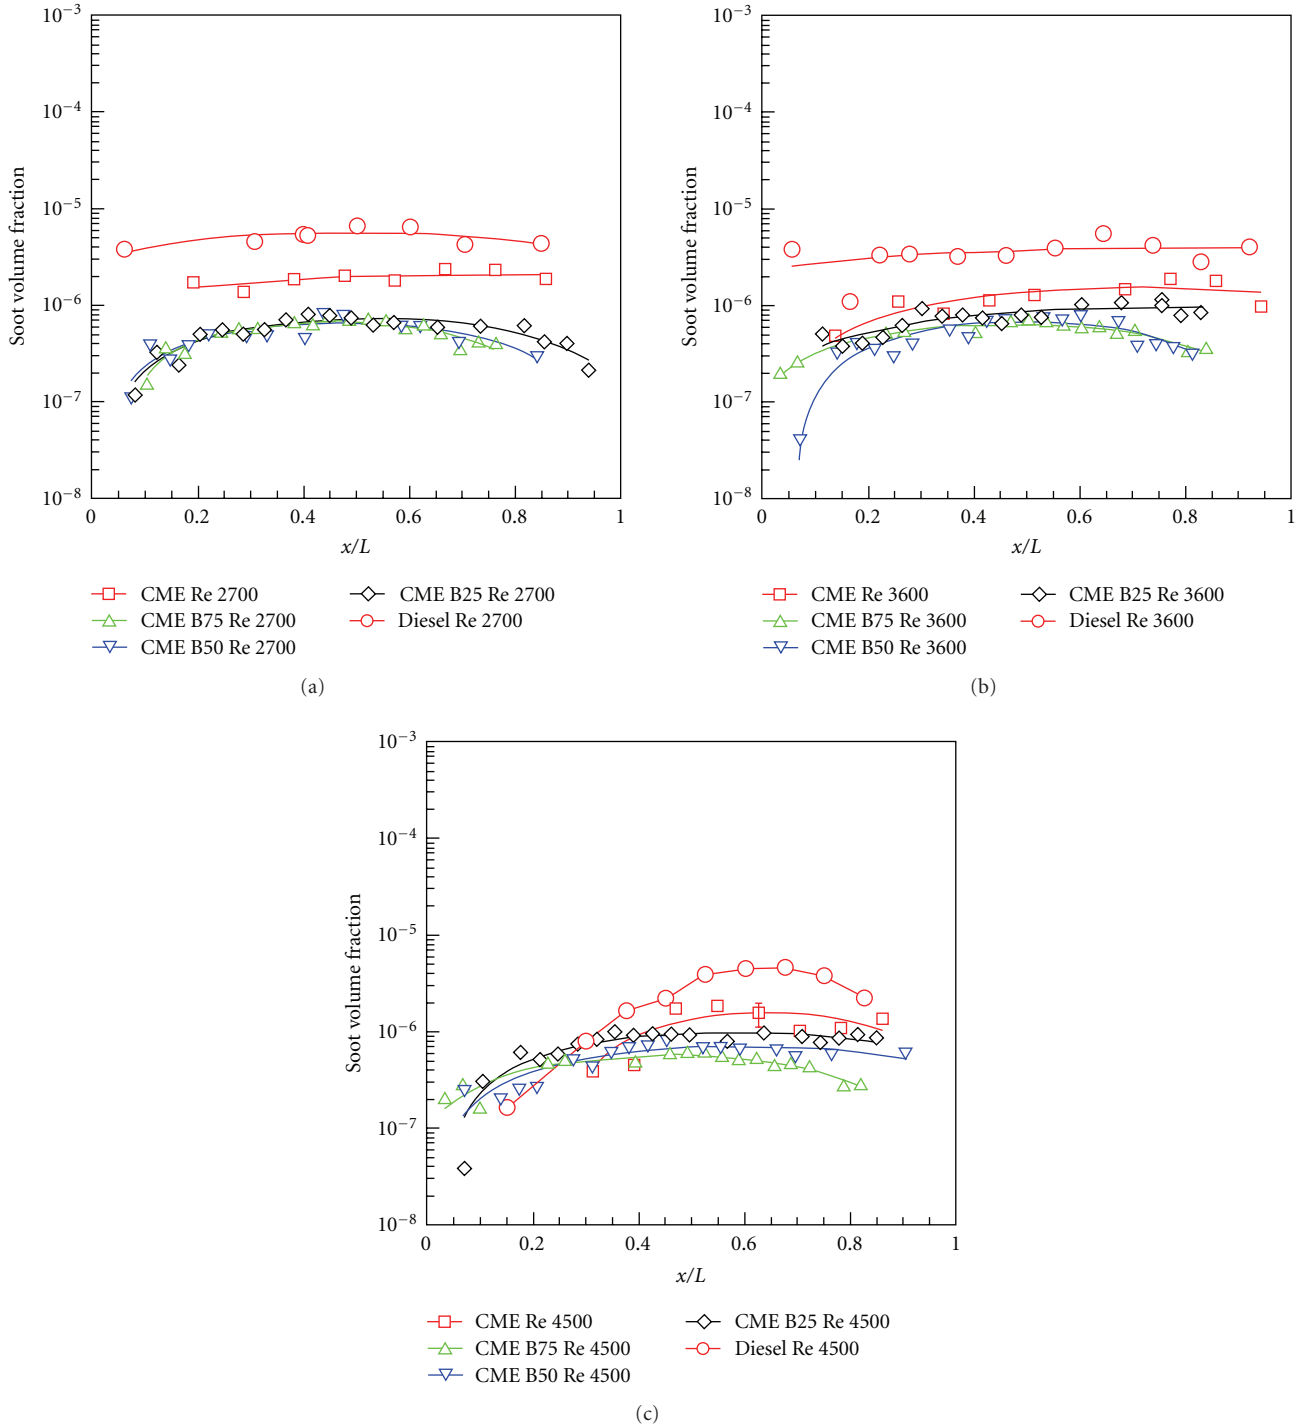 10⁻³
10⁻⁴
10⁻⁵
10⁻⁶
10⁻⁷
10⁻⁸
Soot volume fraction
0 0.2 0.4 0.6 0.8 1
x/L
CME Re 2700
CME B75 Re 2700
CME B50 Re 2700
CME B25 Re 2700
Diesel Re 2700
(a)
10⁻³
10⁻⁴
10⁻⁵
10⁻⁶
10⁻⁷
10⁻⁸
Soot volume fraction
0 0.2 0.4 0.6 0.8 1
x/L
CME Re 3600
CME B75 Re 3600
CME B50 Re 3600
CME B25 Re 3600
Diesel Re 3600
(b)
10⁻³
10⁻⁴
10⁻⁵
10⁻⁶
10⁻⁷
10⁻⁸
Soot volume fraction
0 0.2 0.4 0.6 0.8 1
x/L
CME Re 4500
CME B75 Re 4500
CME B50 Re 4500
CME B25 Re 4500
Diesel Re 4500
(c)